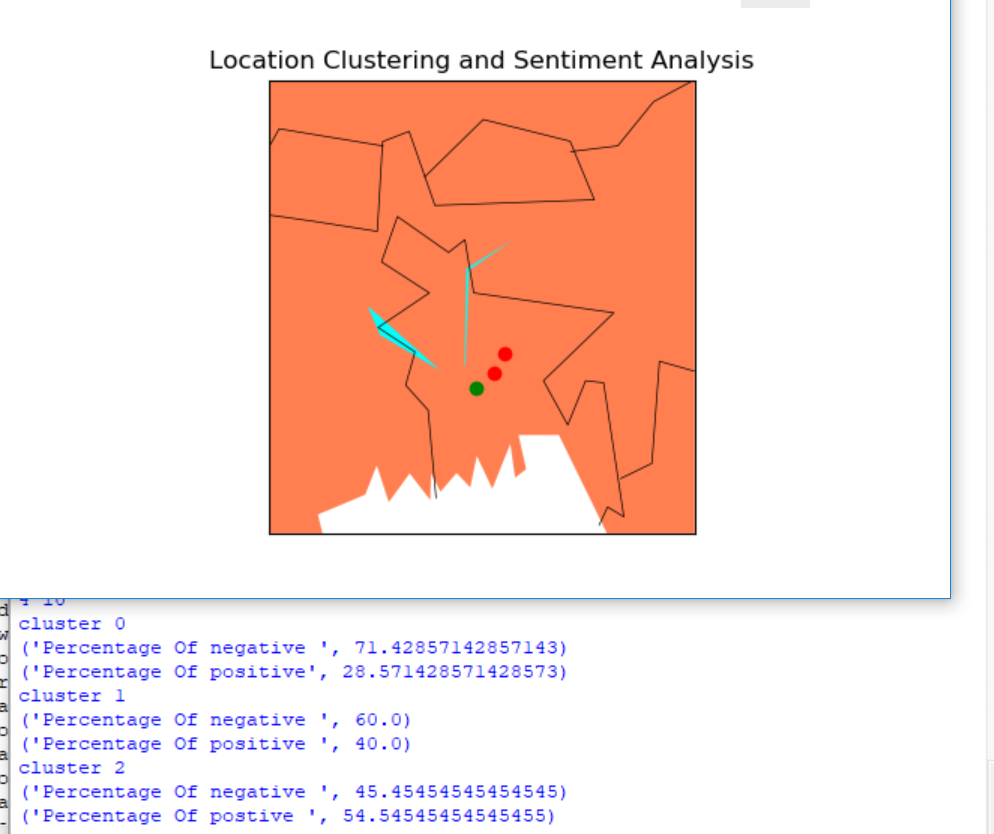 Location Clustering and Sentiment Analysis
4 10
cluster 0
('Percentage Of negative ', 71.42857142857143)
('Percentage Of positive', 28.571428571428573)
cluster 1
('Percentage Of negative ', 60.0)
('Percentage Of positive ', 40.0)
cluster 2
('Percentage Of negative ', 45.45454545454545)
('Percentage Of postive ', 54.54545454545455)